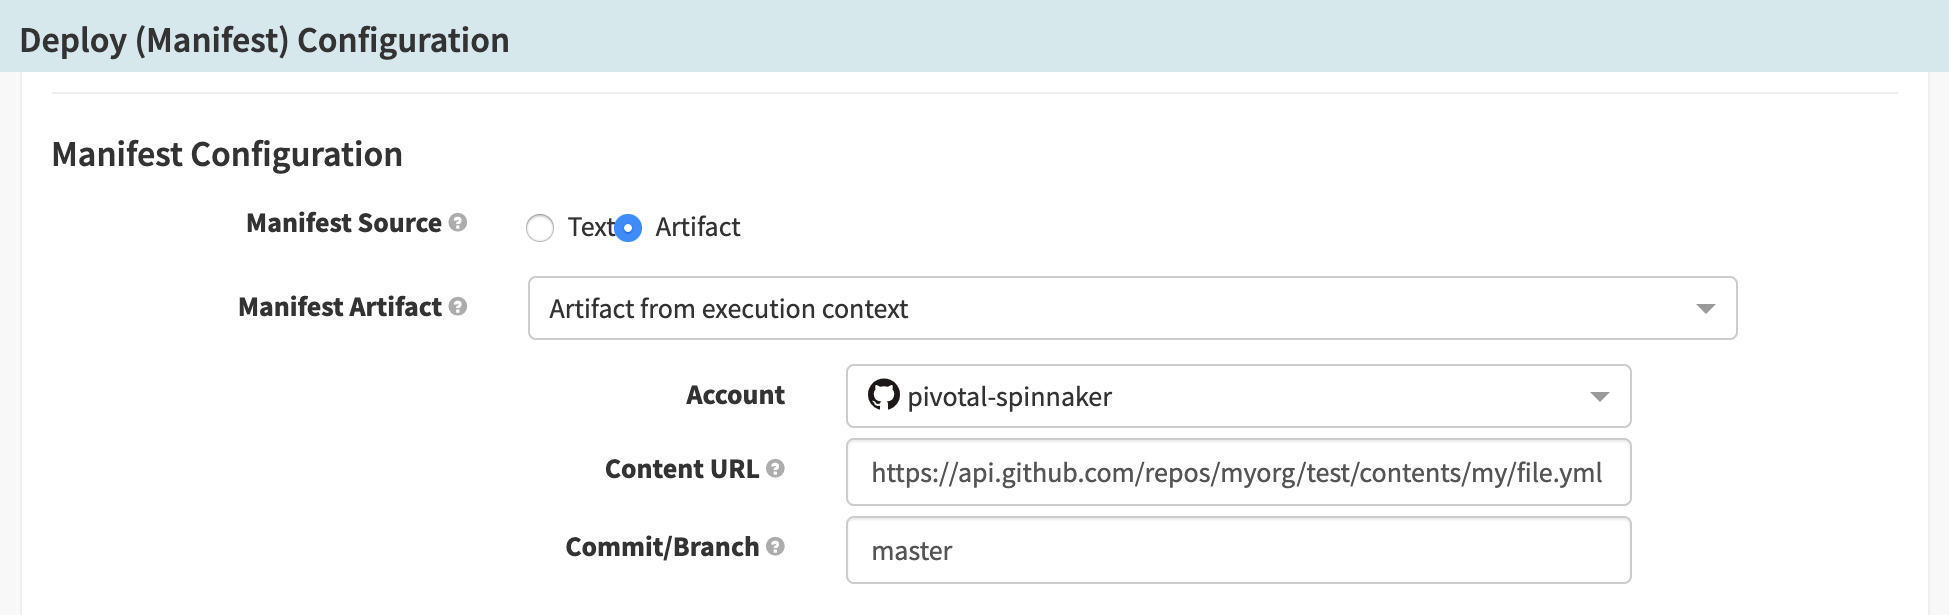 Deploy (Manifest) Configuration
Manifest Configuration
Manifest Source ? Text Artifact
Manifest Artifact ? Artifact from execution context
Account pivotal-spinnaker
Content URL ? https://api.github.com/repos/myorg/test/contents/my/file.yml
Commit/Branch ? master